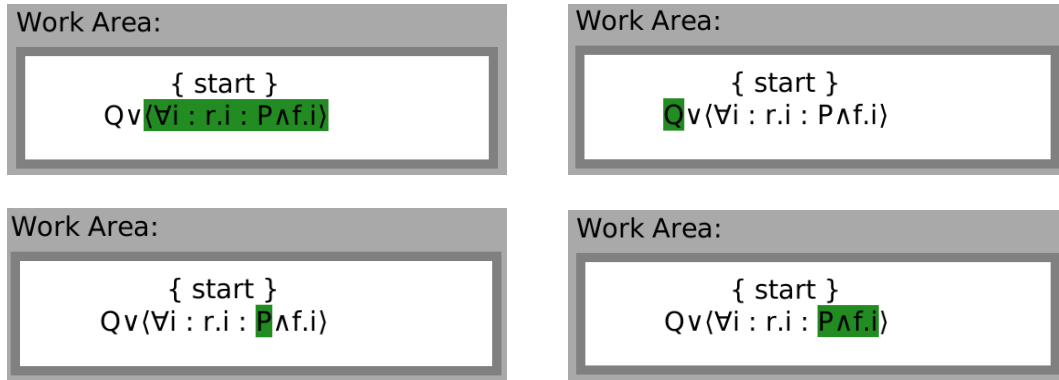 Work Area:
{ start }
Q∨⟨∀i : r.i : P∧f.i⟩
Work Area:
{ start }
Q∨⟨∀i : r.i : P∧f.i⟩
Work Area:
{ start }
Q∨⟨∀i : r.i : P∧f.i⟩
Work Area:
{ start }
Q∨⟨∀i : r.i : P∧f.i⟩